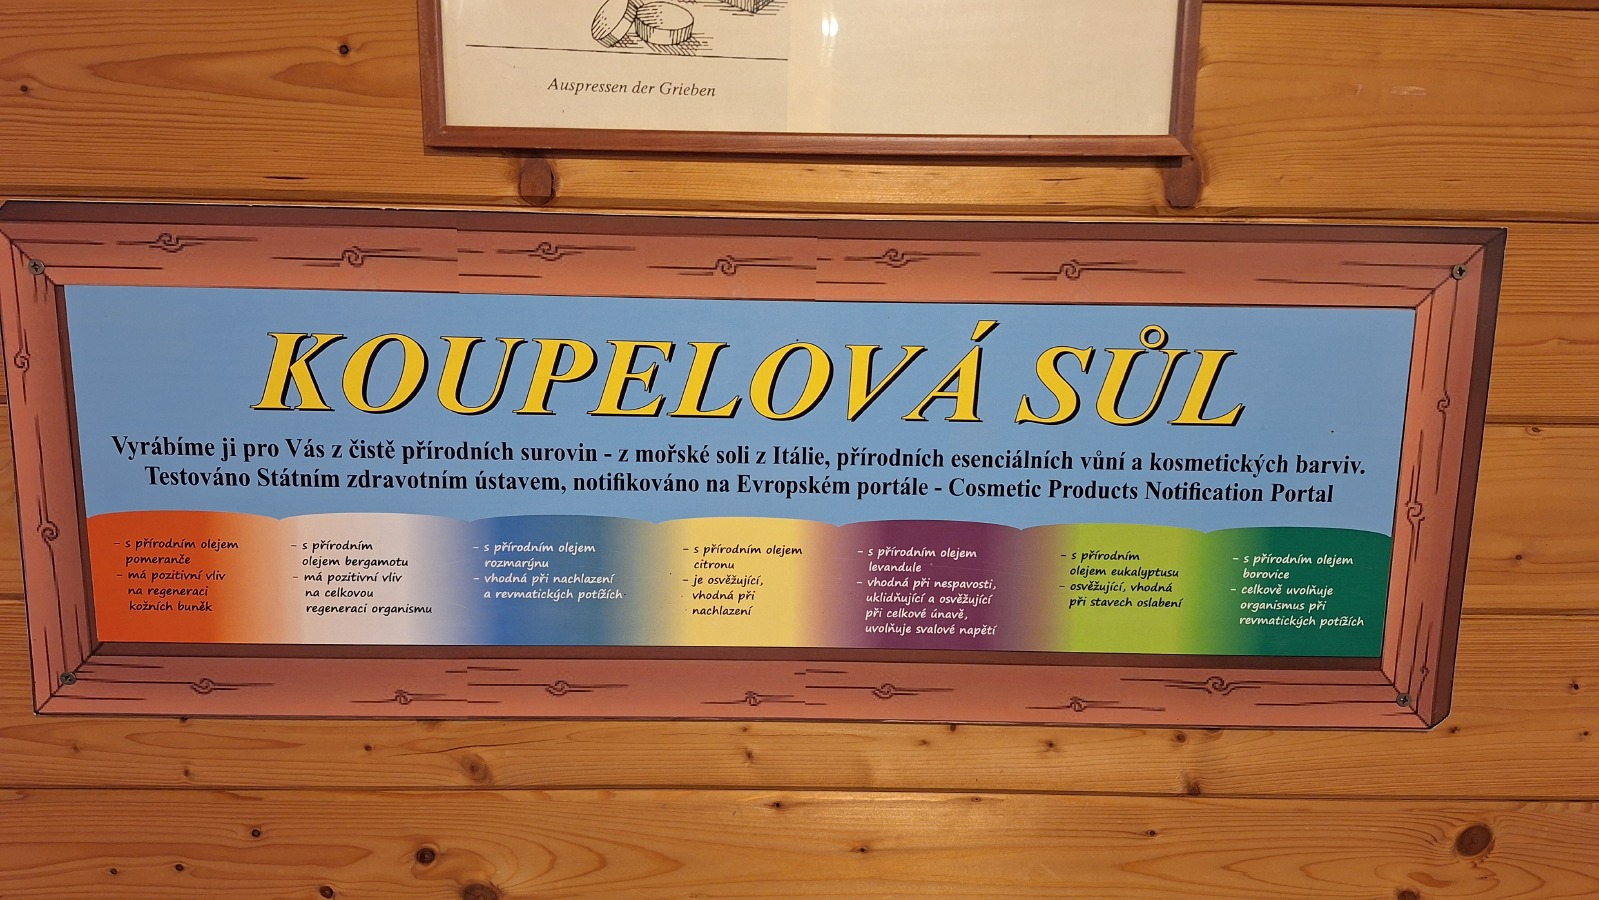 Auspressen der Grieben
KOUPELOVÁ SŮL
Vyrábíme ji pro Vás z čistě přírodních surovin - z mořské soli z Itálie, přírodních esenciálních vůní a kosmetických barviv.
Testováno Státním zdravotním ústavem, notifikováno na Evropském portále - Cosmetic Products Notification Portal
- s přírodním olejem
pomeranče
- má pozitivní vliv
na regeneraci
kožních buněk
- s přírodním
olejem bergamotu
- má pozitivní vliv
na celkovou
regeneraci organismu
- s přírodním olejem
rozmarýnu
- vhodná při nachlazení
a revmatických potížích
- s přírodním olejem
citronu
- je osvěžující,
vhodná při
nachlazení
- s přírodním olejem
levandule
- vhodná při nespavosti,
uklidňující a osvěžující
při celkové únavě,
uvolňuje svalové napětí
- s přírodním
olejem eukalyptusu
- osvěžující, vhodná
při stavech oslabení
- s přírodním olejem
borovice
- celkově uvolňuje
organismus při
revmatických potížích